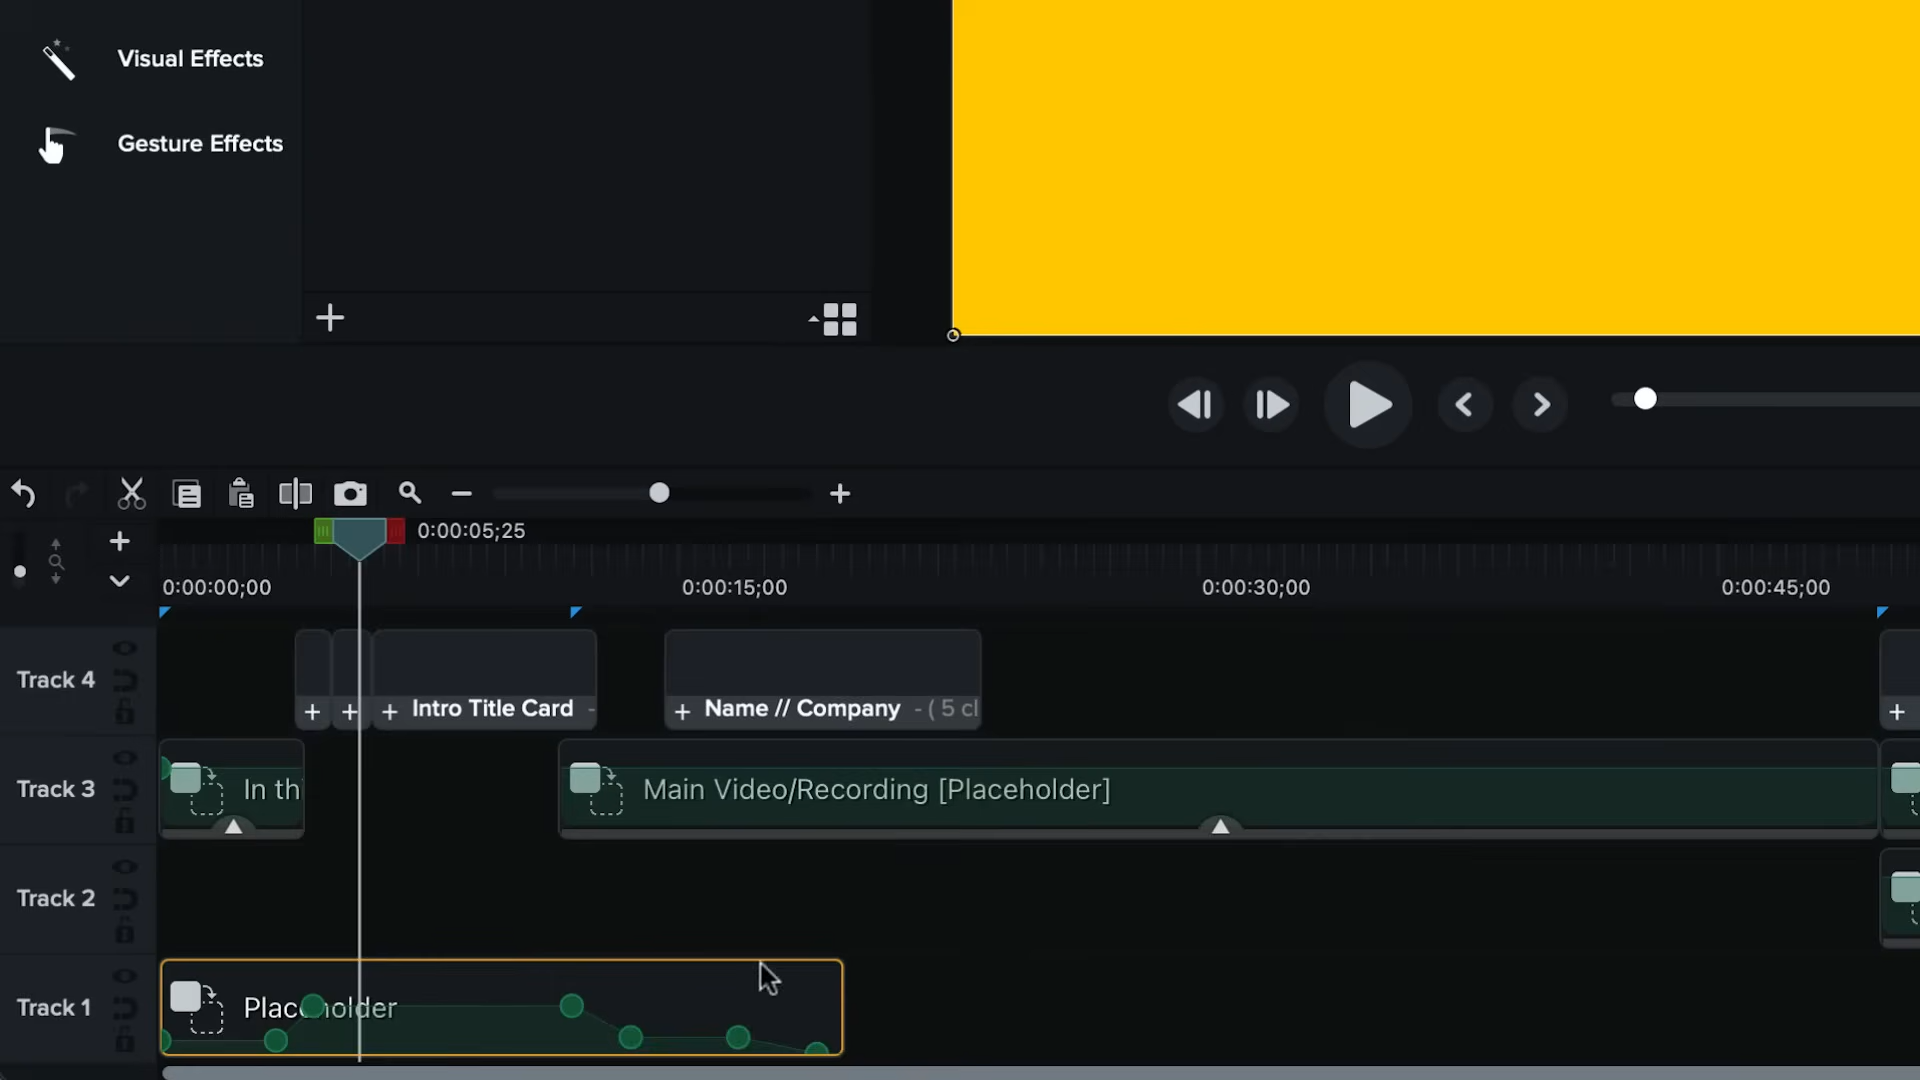 Visual Effects
Gesture Effects
0:00:05;25
0:00:00;00
0:00:15;00
0:00:30;00
0:00:45;00
Track 4
Intro Title Card -
Name // Company - ( 5 cl
Track 3
In th
Main Video/Recording [Placeholder]
Track 2
Track 1
Placeholder